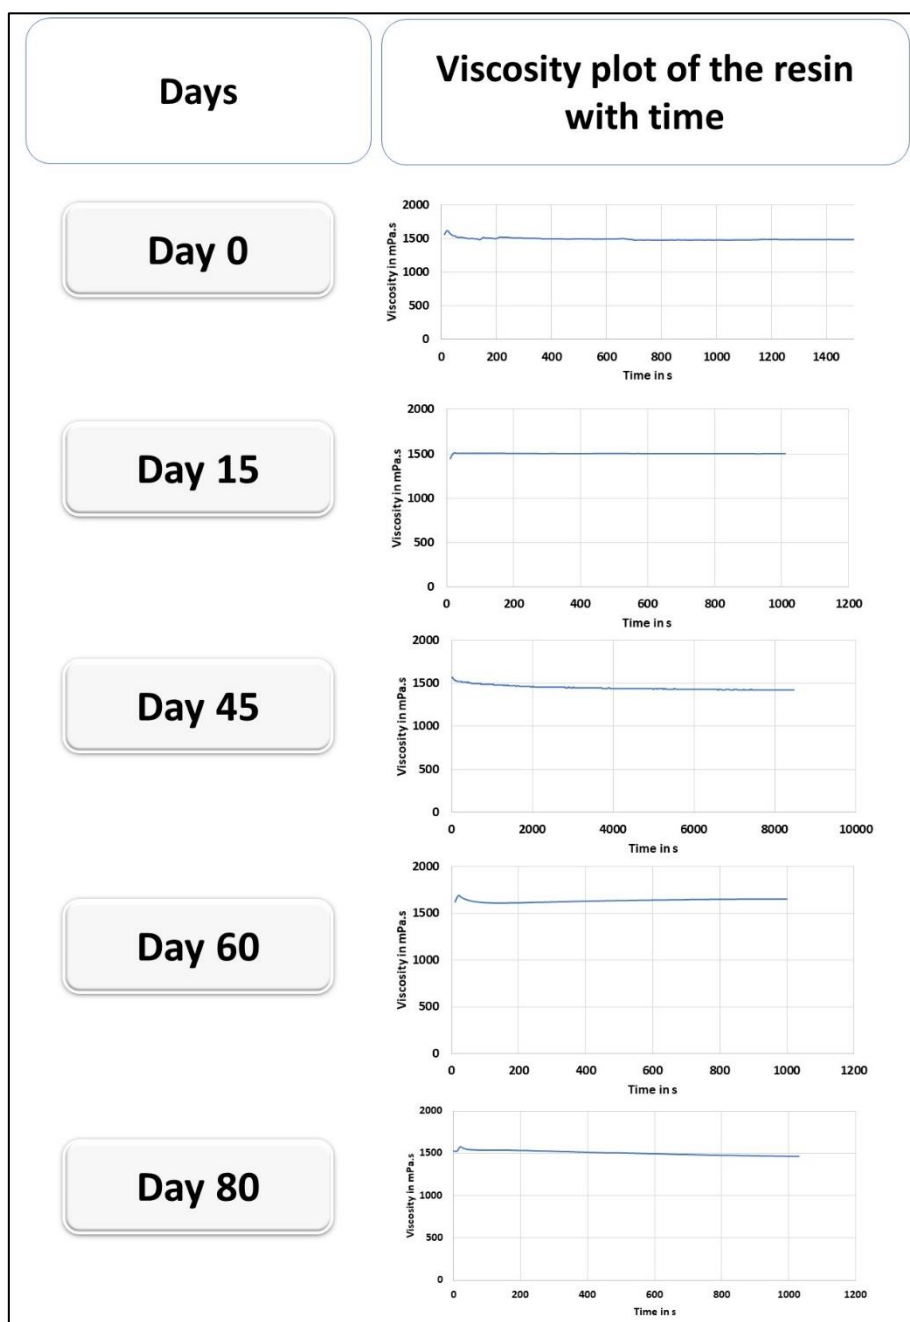 Days
Viscosity plot of the resin
with time
Day 0
Viscosity in mPa.s
2000
1500
1000
500
0
0 200 400 600 800 1000 1200 1400
Time in s
Day 15
Viscosity in mPa.s
2000
1500
1000
500
0
0 200 400 600 800 1000 1200
Time in s
Day 45
Viscosity in mPa.s
2000
1500
1000
500
0
0 2000 4000 6000 8000 10000
Time in s
Day 60
Viscosity in mPa.s
2000
1500
1000
500
0
0 200 400 600 800 1000 1200
Time in s
Day 80
Viscosity in mPa.s
2000
1500
1000
500
0
0 200 400 600 800 1000 1200
Time in s